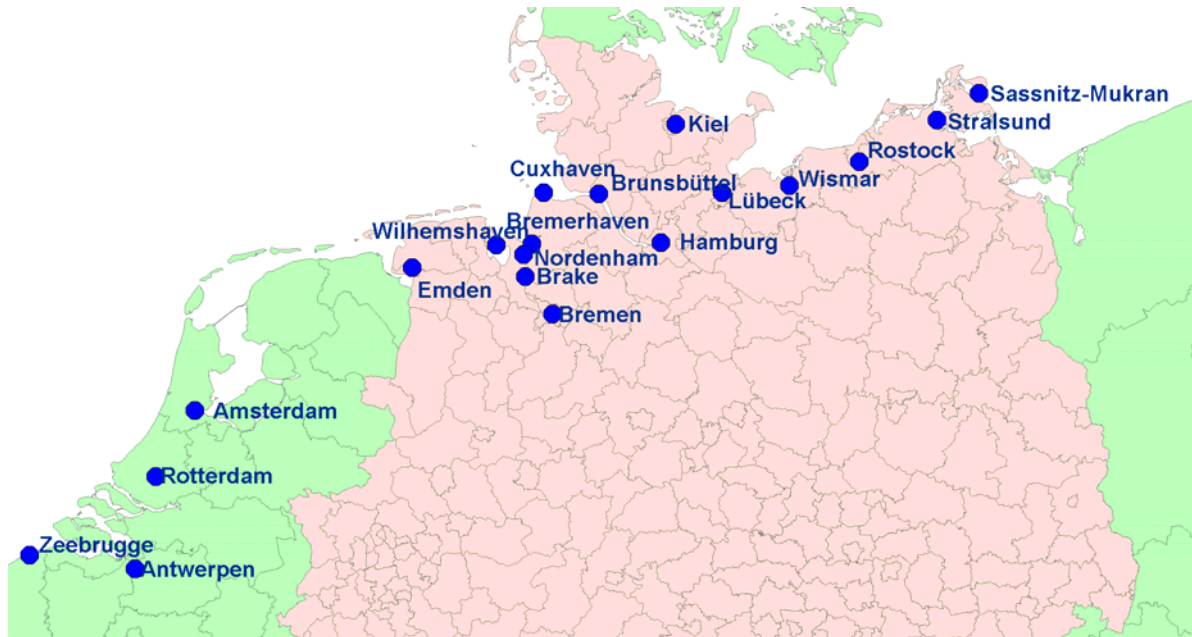 Sassnitz-Mukran
Stralsund
Kiel
Rostock
Cuxhaven
Brunsbüttel
Wismar
Lübeck
Bremerhaven
Wilhemshaven
Hamburg
Nordenham
Brake
Emden
Bremen
Amsterdam
Rotterdam
Zeebrugge
Antwerpen